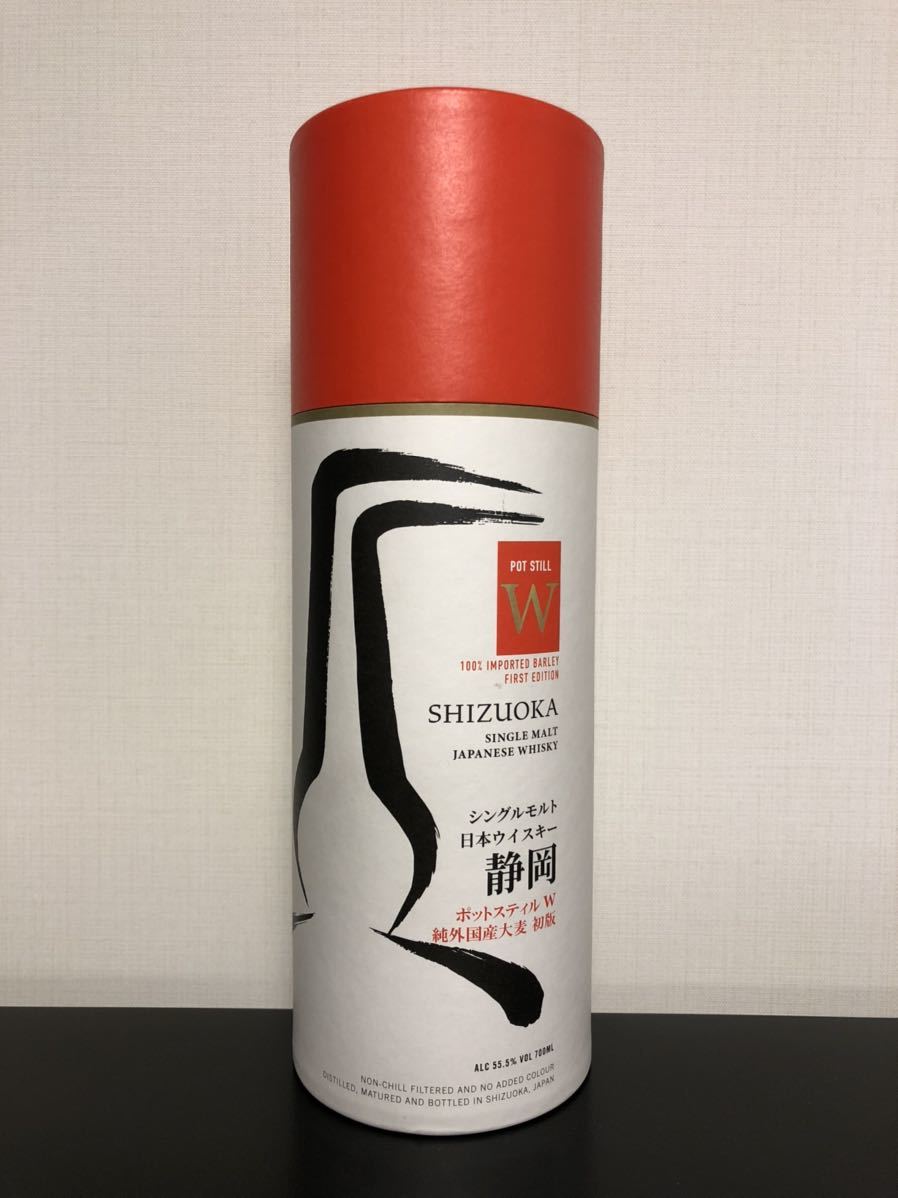 POT STILL
W
100% IMPORTED BARLEY
FIRST EDITION
SHIZUOKA
SINGLE MALT
JAPANESE WHISKY
シングルモルト
日本ウイスキー
静岡
ポットスティル W
純外国産大麦 初版
ALC 55.5% VOL 700ML
NON-CHILL FILTERED AND NO ADDED COLOUR
DISTILLED, MATURED AND BOTTLED IN SHIZUOKA, JAPAN